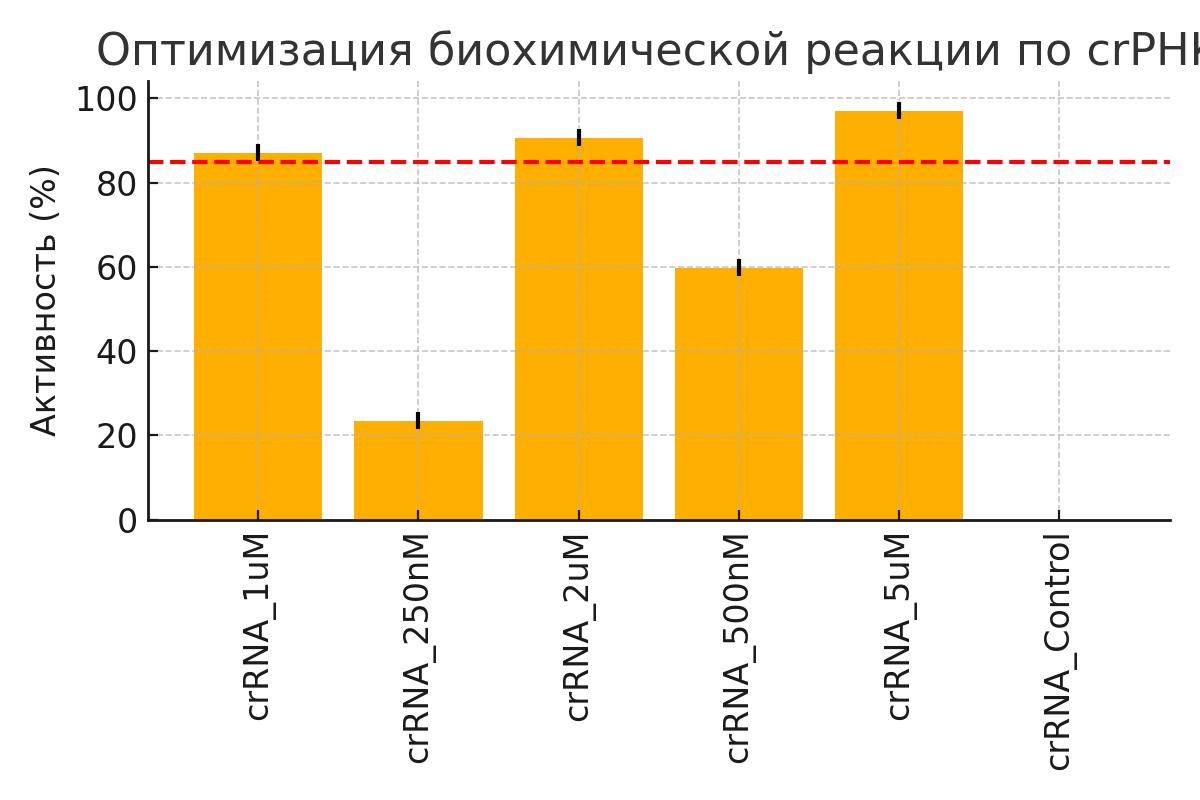 Оптимизация биохимической реакции по crРН
Активность (%)
100
80
60
40
20
0
crRNA_1uM
crRNA_250nM
crRNA_2uM
crRNA_500nM
crRNA_5uM
crRNA_Control